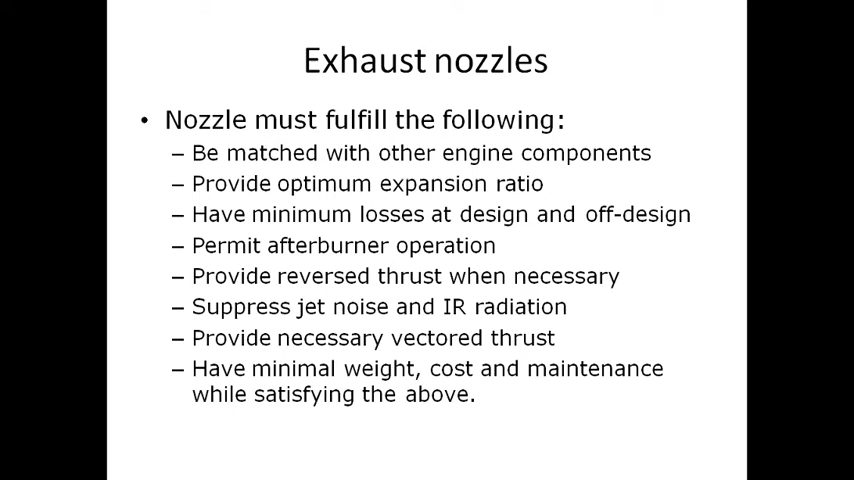 Exhaust nozzles
• Nozzle must fulfill the following:
– Be matched with other engine components
– Provide optimum expansion ratio
– Have minimum losses at design and off-design
– Permit afterburner operation
– Provide reversed thrust when necessary
– Suppress jet noise and IR radiation
– Provide necessary vectored thrust
– Have minimal weight, cost and maintenance
while satisfying the above.